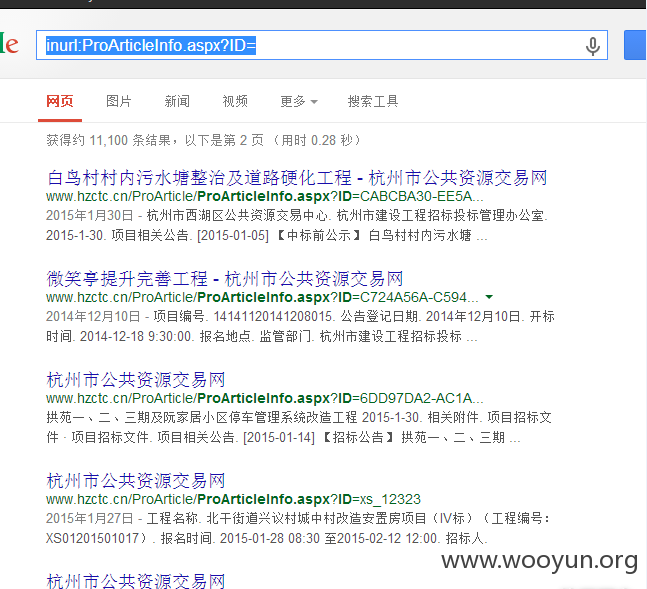 le inurl:ProArticleInfo.aspx?ID=
网页 图片 新闻 视频 更多 搜索工具
获得约 11,100 条结果，以下是第 2 页 （用时 0.28 秒）
白鸟村村内污水塘整治及道路硬化工程 - 杭州市公共资源交易网
www.hzctc.cn/ProArticle/ProArticleInfo.aspx?ID=CABCBA30-EE5A...
2015年1月30日 - 杭州市西湖区公共资源交易中心. 杭州市建设工程招标投标管理办公室.
2015-1-30. 项目相关公告. [2015-01-05] 【中标前公示】 白鸟村村内污水塘 ...
微笑亭提升完善工程 - 杭州市公共资源交易网
www.hzctc.cn/ProArticle/ProArticleInfo.aspx?ID=C724A56A-C594...
2014年12月10日 - 项目编号. 14141120141208015. 公告登记日期. 2014年12月10日. 开标
时间. 2014-12-18 9:30:00. 报名地点. 监管部门. 杭州市建设工程招标投标 ...
杭州市公共资源交易网
www.hzctc.cn/ProArticle/ProArticleInfo.aspx?ID=6DD97DA2-AC1A...
拱苑一、二、三期及阮家居小区停车管理系统改造工程 2015-1-30. 相关附件. 项目招标文
件 · 项目招标文件. 项目相关公告. [2015-01-14] 【招标公告】 拱苑一、二、三期 ...
杭州市公共资源交易网
www.hzctc.cn/ProArticle/ProArticleInfo.aspx?ID=xs_12323
2015年1月27日 - 工程名称. 北干街道兴议村城中村改造安置房项目（Ⅳ标）（工程编号：
XS01201501017）. 报名时间. 2015-01-28 08:30 至2015-02-12 12:00. 招标人.
www.wooyun.org
杭州市公共资源交易网